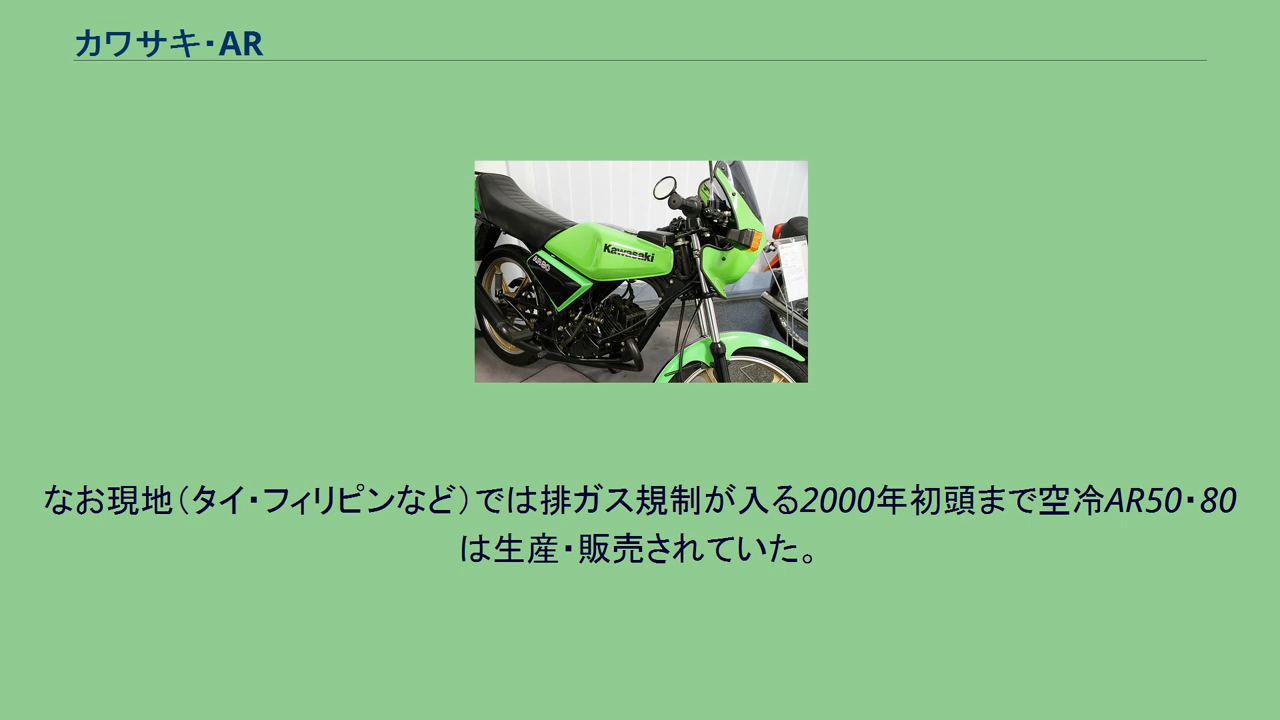 カワサキ・AR
Kawasaki
AR80
なお現地（タイ・フィリピンなど）では排ガス規制が入る2000年初頭まで空冷AR50・80
は生産・販売されていた。